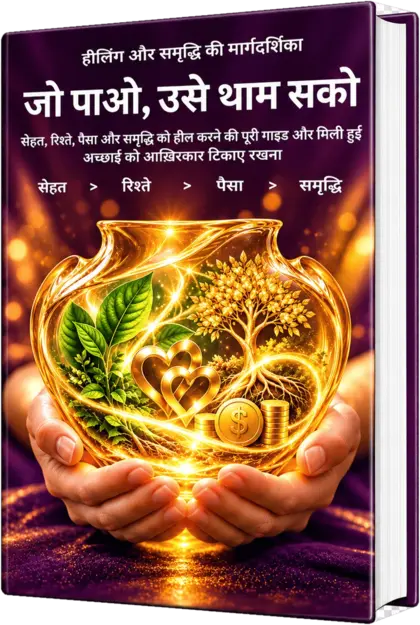 हीलिंग और समृद्धि की मार्गदर्शिका
जो पाओ, उसे थाम सको
सेहत, रिश्ते, पैसा और समृद्धि को हील करने की पूरी गाइड और मिली हुई
अच्छाई को आख़िरकार टिकाए रखना
सेहत > रिश्ते > पैसा > समृद्धि
$